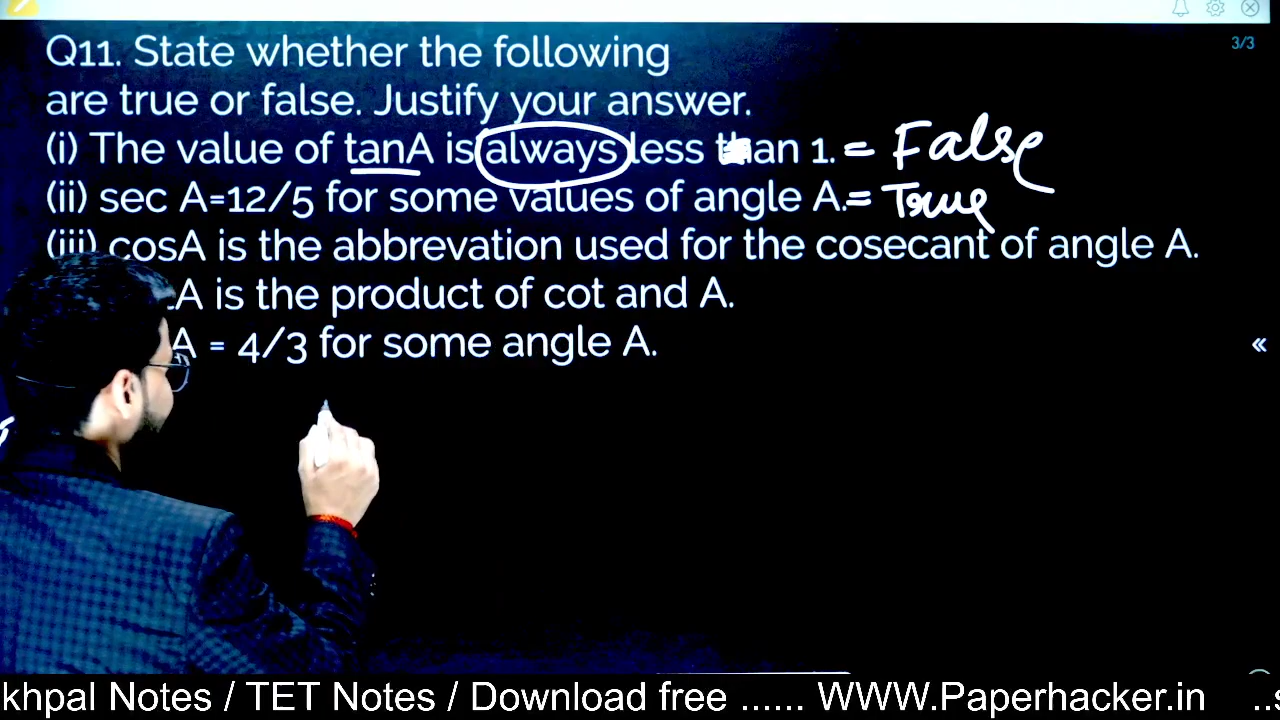 3/3
Q11. State whether the following
are true or false. Justify your answer.
(i) The value of tanA is always less than 1. = False
(ii) sec A=12/5 for some values of angle A. = True
(iii) cosA is the abbrevation used for the cosecant of angle A.
A is the product of cot and A.
A = 4/3 for some angle A.
«
khpal Notes / TET Notes / Download free ...... WWW.Paperhacker.in ..s